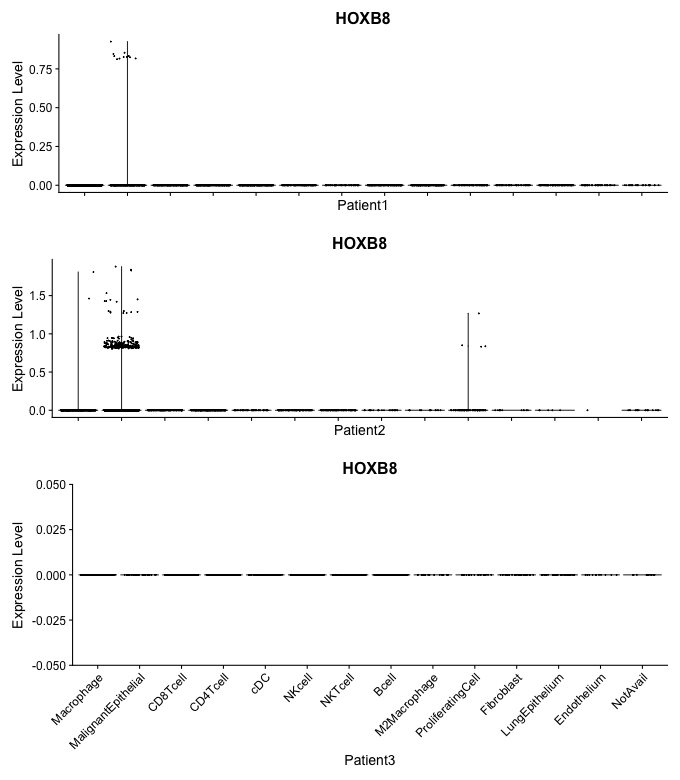 HOXB8
Expression Level
0.75
0.50
0.25
0.00
Patient1
HOXB8
Expression Level
1.5
1.0
0.5
0.0
Patient2
HOXB8
Expression Level
0.050
0.025
0.000
-0.025
-0.050
Macrophage
MalignantEpithelial
CD8Tcell
CD4Tcell
cDC
NKcell
NKTcell
Bcell
M2Macrophage
ProliferatingCell
Fibroblast
LungEpithelium
Endothelium
NotAvail
Patient3